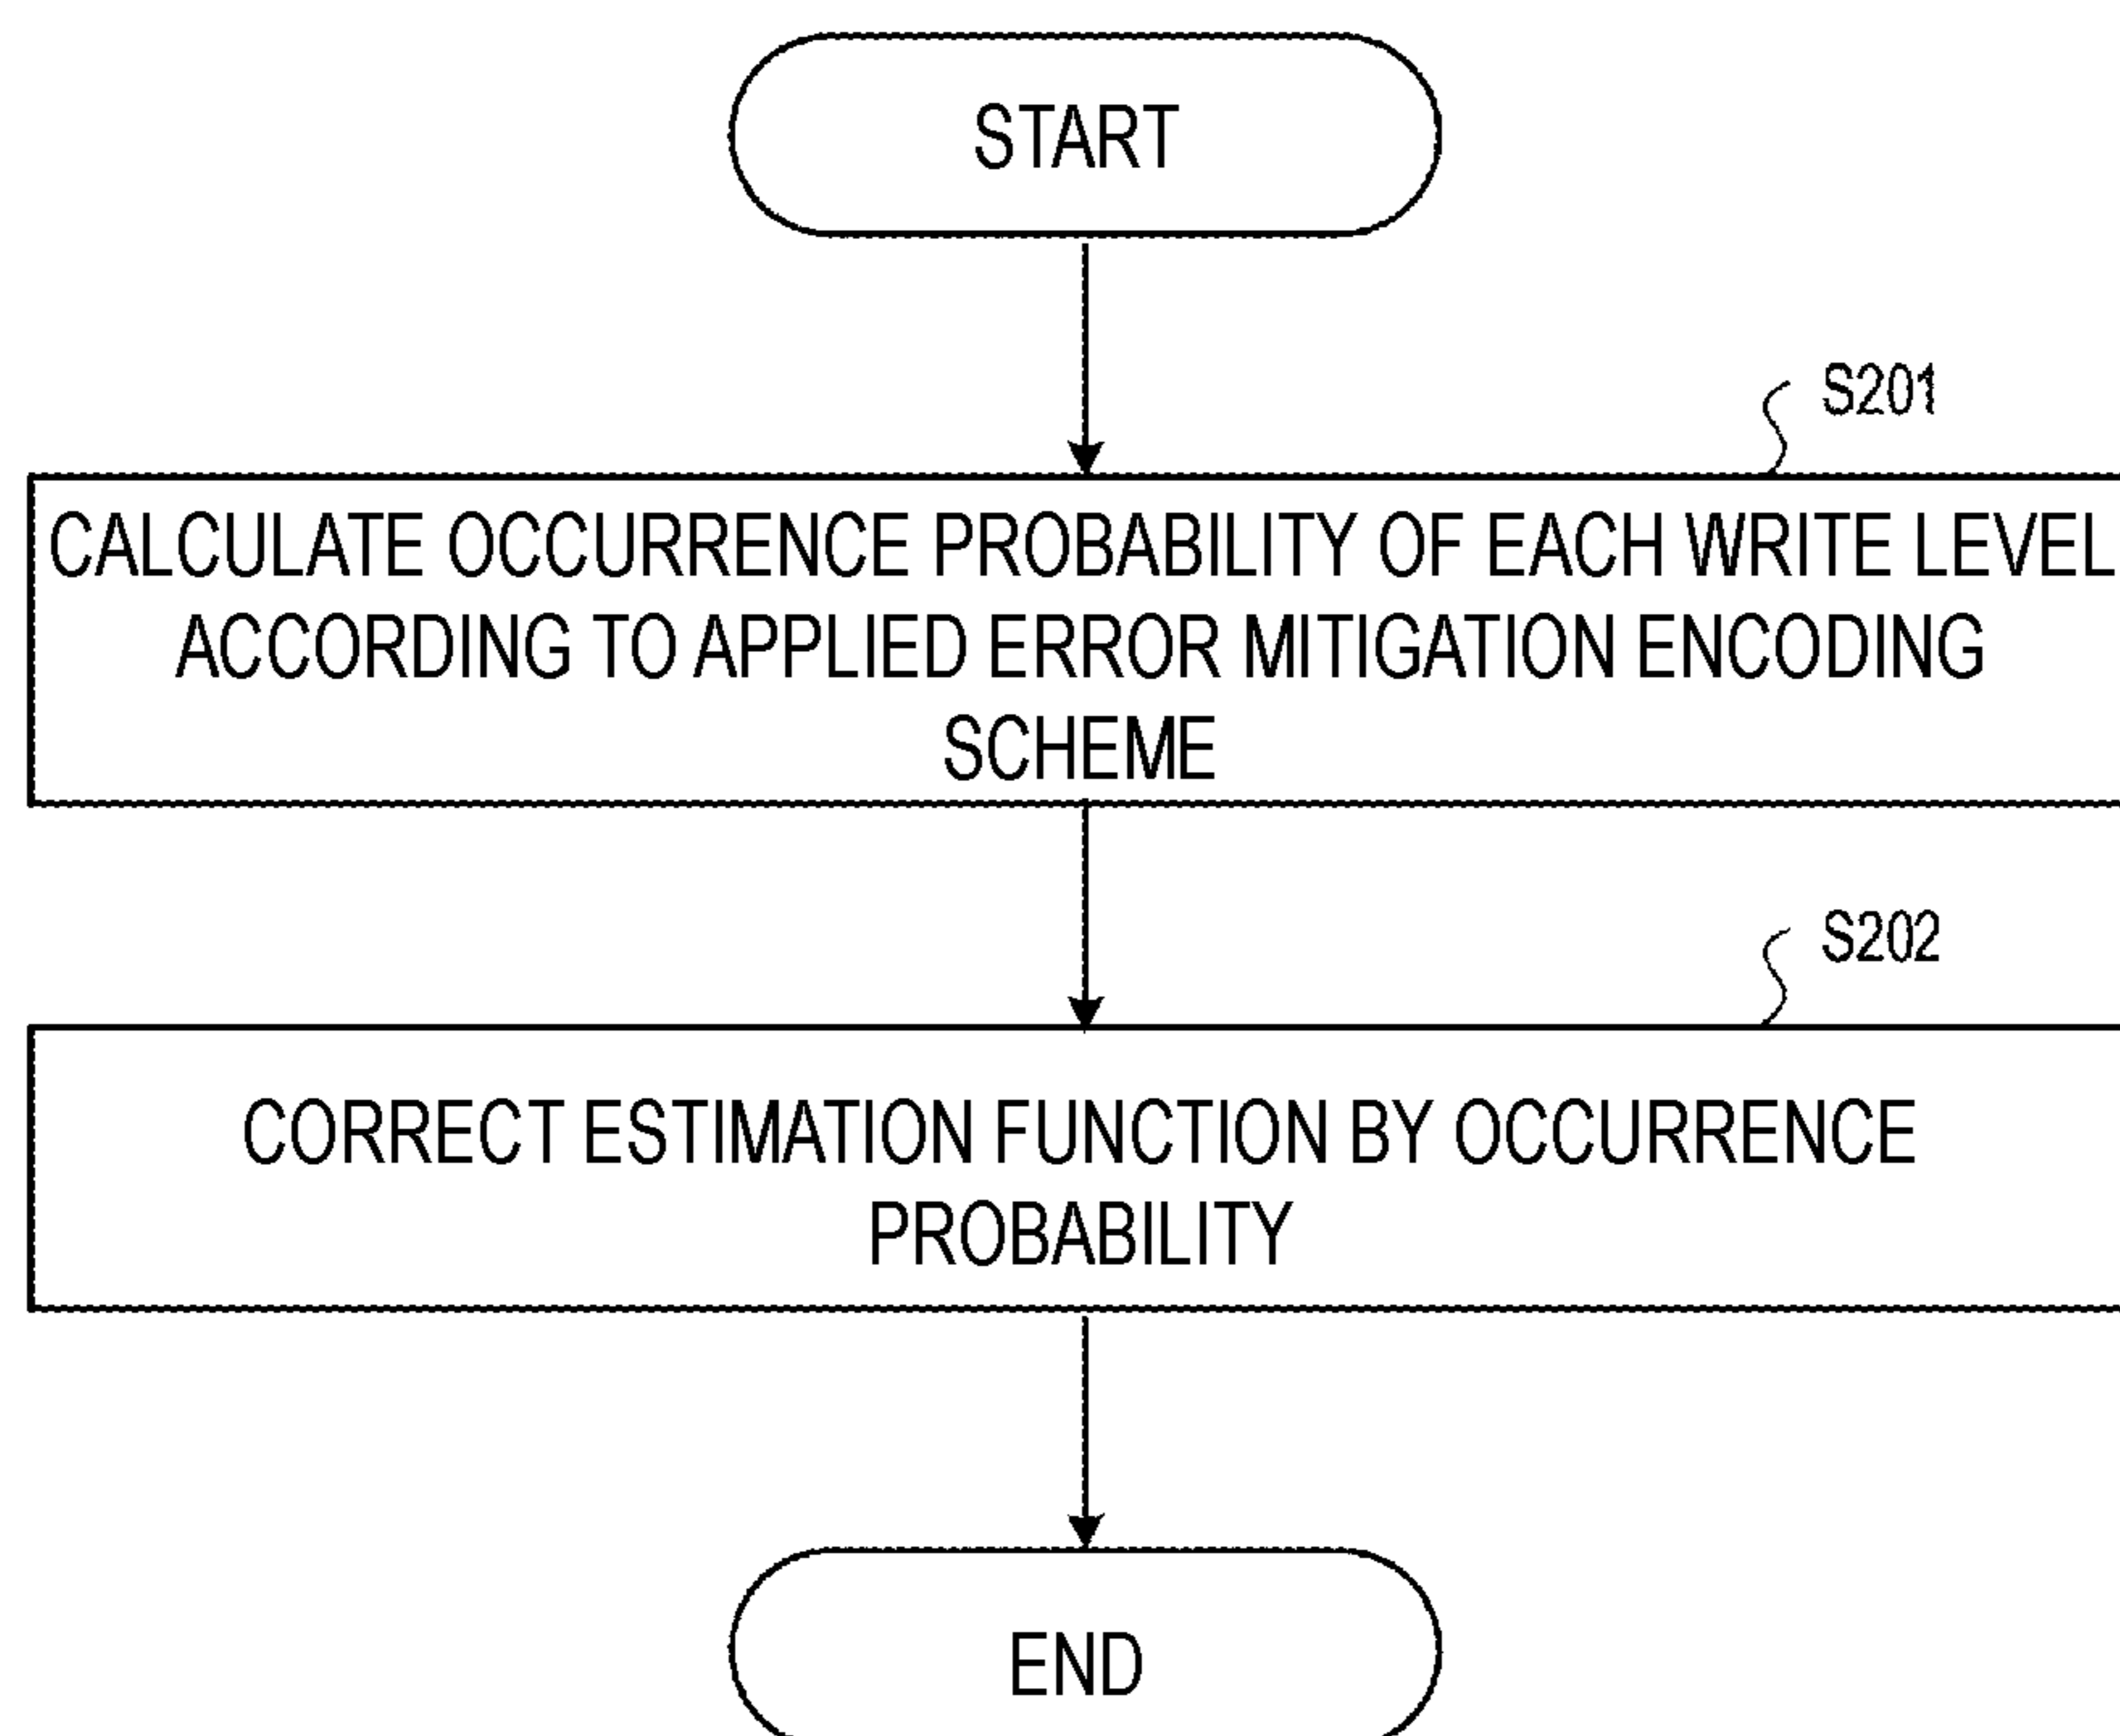 START
S201
CALCULATE OCCURRENCE PROBABILITY OF EACH WRITE LEVEL
ACCORDING TO APPLIED ERROR MITIGATION ENCODING
SCHEME
S202
CORRECT ESTIMATION FUNCTION BY OCCURRENCE
PROBABILITY
END